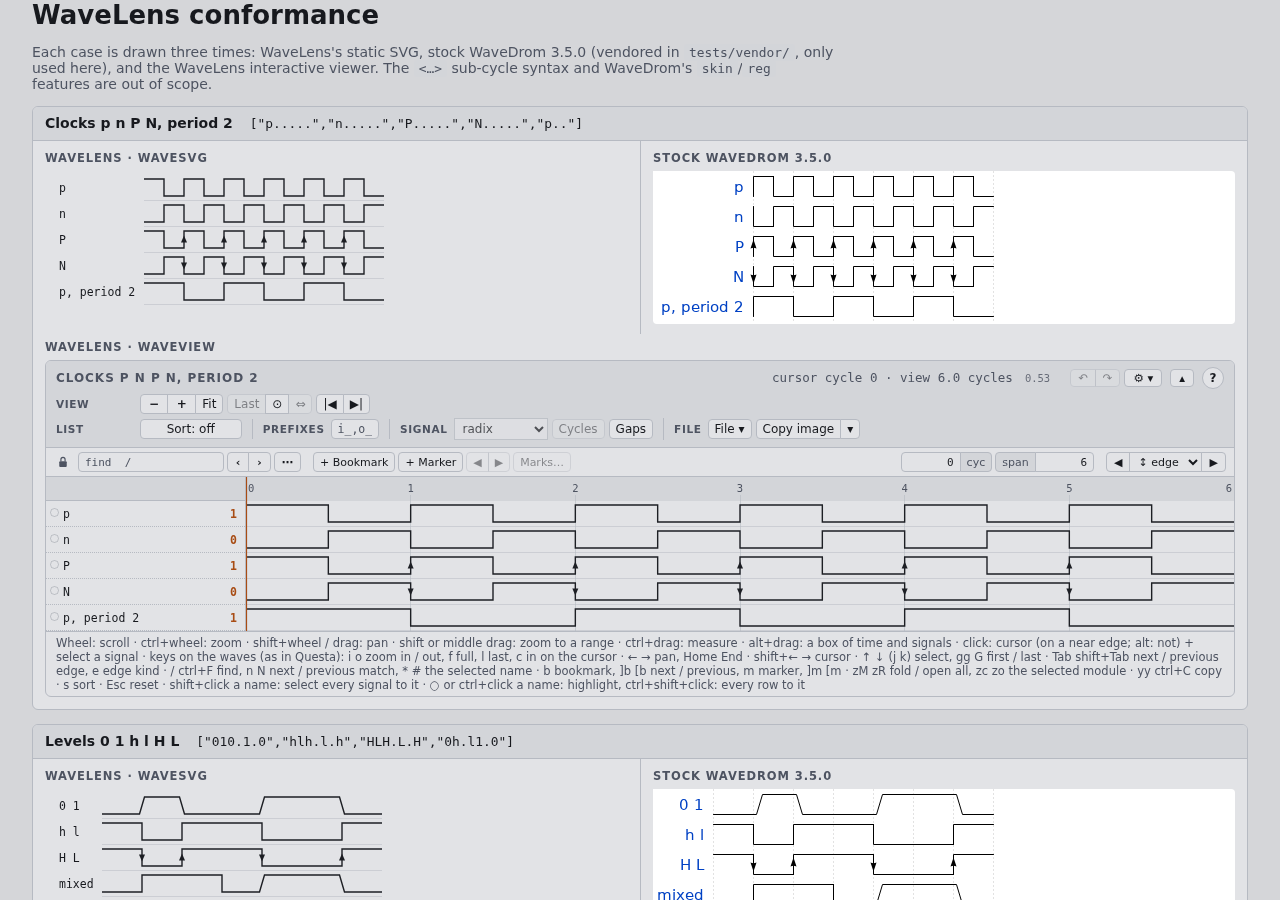 WaveLens conformance
Each case is drawn three times: WaveLens's static SVG, stock WaveDrom 3.5.0 (vendored in tests/vendor/ , only
used here), and the WaveLens interactive viewer. The <…> sub-cycle syntax and WaveDrom's skin / reg
features are out of scope.
Clocks p n P N, period 2 ["p.....","n.....","P.....","N.....","p.."]
WAVELENS · WAVESVG
p
n
P
N
p, period 2
STOCK WAVEDROM 3.5.0
p
n
P
N
p, period 2
WAVELENS · WAVEVIEW
CLOCKS P N P N, PERIOD 2 cursor cycle 0 · view 6.0 cycles 0.53 ↶ ↷ ⚙ ▾ ▴ ?
VIEW − + Fit Last ⊙ ⇔ |◀ ▶|
LIST Sort: off PREFIXES i_,o_ SIGNAL radix Cycles Gaps FILE File ▾ Copy image ▾
find / ‹ › ⋯ + Bookmark + Marker ◀ ▶ Marks… 0 cyc span 6 ◀ ↕ edge ▶
0 1 2 3 4 5 6
p 1
n 0
P 1
N 0
p, period 2 1
Wheel: scroll · ctrl+wheel: zoom · shift+wheel / drag: pan · shift or middle drag: zoom to a range · ctrl+drag: measure · alt+drag: a box of time and signals · click: cursor (on a near edge; alt: not) +
select a signal · keys on the waves (as in Questa): i o zoom in / out, f full, l last, c in on the cursor · ← → pan, Home End · shift+← → cursor · ↑ ↓ (j k) select, gg G first / last · Tab shift+Tab next / previous
edge, e edge kind · / ctrl+F find, n N next / previous match, * # the selected name · b bookmark, ]b [b next / previous, m marker, ]m [m · zM zR fold / open all, zc zo the selected module · yy ctrl+C copy
· s sort · Esc reset · shift+click a name: select every signal to it · ○ or ctrl+click a name: highlight, ctrl+shift+click: every row to it
Levels 0 1 h l H L ["010.1.0","hlh.l.h","HLH.L.H","0h.l1.0"]
WAVELENS · WAVESVG
0 1
h l
H L
mixed
STOCK WAVEDROM 3.5.0
0 1
h l
H L
mixed